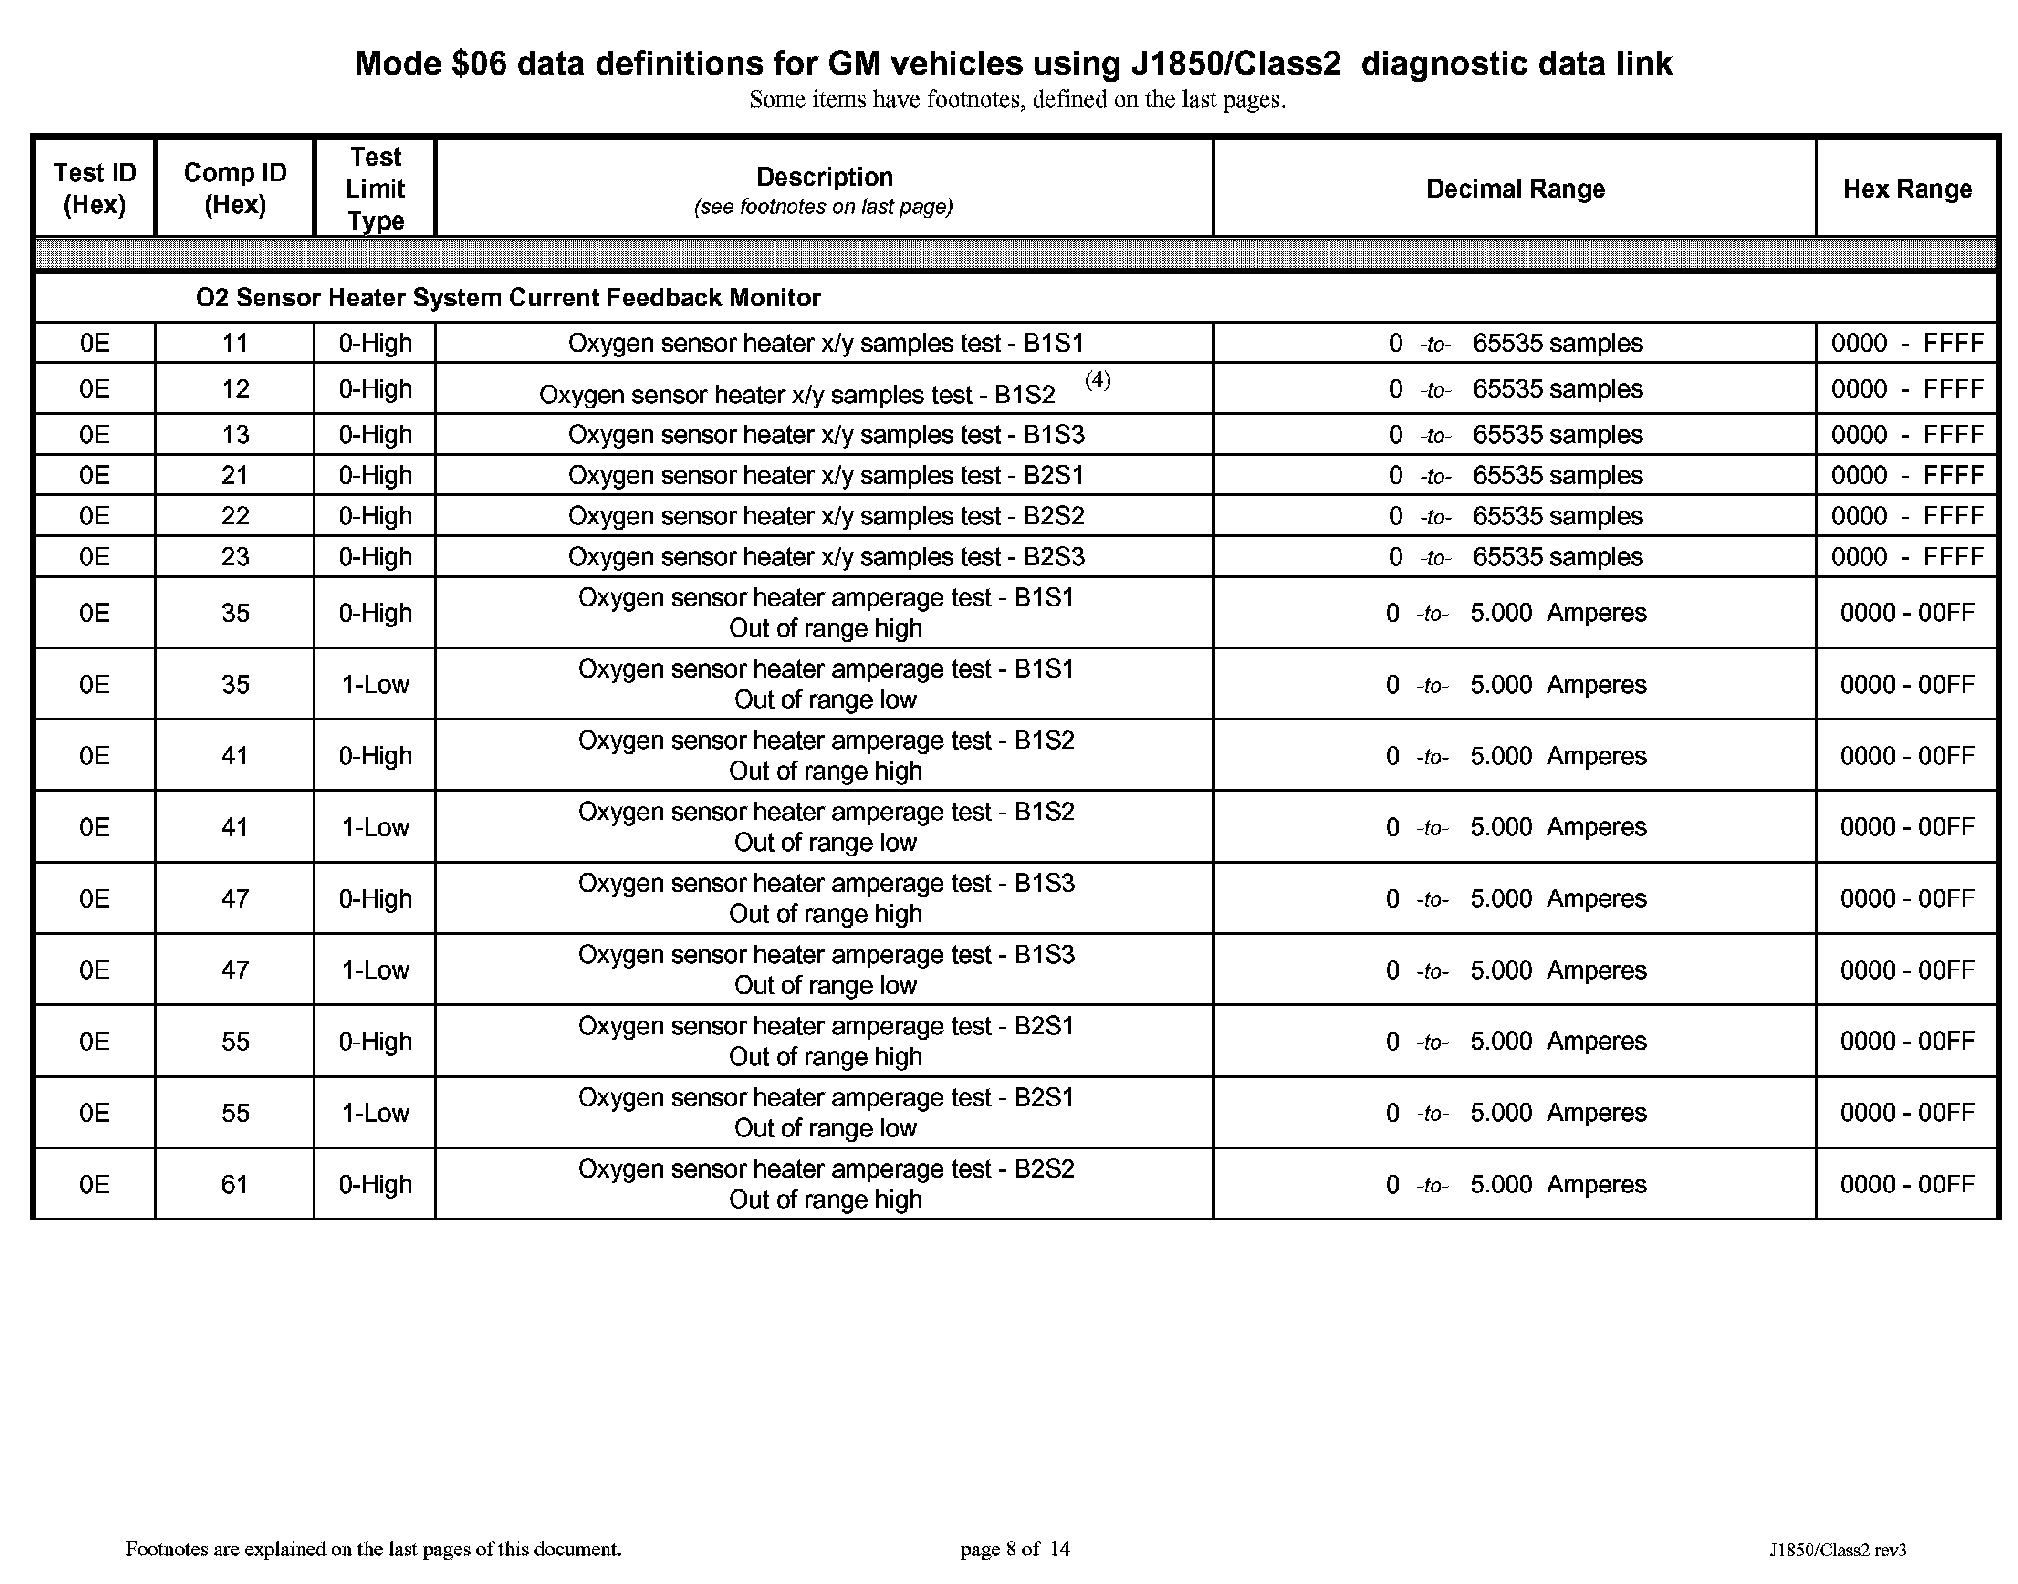 Mode $06 data definitions for GM vehicles using J1850/Class2 diagnostic data link
Some items have footnotes, defined on the last pages.
Test ID (Hex) Comp ID (Hex) Test Limit Type Description (see footnotes on last page) Decimal Range Hex Range
O2 Sensor Heater System Current Feedback Monitor
0E 11 0-High Oxygen sensor heater x/y samples test - B1S1 0 -to- 65535 samples 0000 - FFFF
0E 12 0-High Oxygen sensor heater x/y samples test - B1S2 (4) 0 -to- 65535 samples 0000 - FFFF
0E 13 0-High Oxygen sensor heater x/y samples test - B1S3 0 -to- 65535 samples 0000 - FFFF
0E 21 0-High Oxygen sensor heater x/y samples test - B2S1 0 -to- 65535 samples 0000 - FFFF
0E 22 0-High Oxygen sensor heater x/y samples test - B2S2 0 -to- 65535 samples 0000 - FFFF
0E 23 0-High Oxygen sensor heater x/y samples test - B2S3 0 -to- 65535 samples 0000 - FFFF
0E 35 0-High Oxygen sensor heater amperage test - B1S1 Out of range high 0 -to- 5.000 Amperes 0000 - 00FF
0E 35 1-Low Oxygen sensor heater amperage test - B1S1 Out of range low 0 -to- 5.000 Amperes 0000 - 00FF
0E 41 0-High Oxygen sensor heater amperage test - B1S2 Out of range high 0 -to- 5.000 Amperes 0000 - 00FF
0E 41 1-Low Oxygen sensor heater amperage test - B1S2 Out of range low 0 -to- 5.000 Amperes 0000 - 00FF
0E 47 0-High Oxygen sensor heater amperage test - B1S3 Out of range high 0 -to- 5.000 Amperes 0000 - 00FF
0E 47 1-Low Oxygen sensor heater amperage test - B1S3 Out of range low 0 -to- 5.000 Amperes 0000 - 00FF
0E 55 0-High Oxygen sensor heater amperage test - B2S1 Out of range high 0 -to- 5.000 Amperes 0000 - 00FF
0E 55 1-Low Oxygen sensor heater amperage test - B2S1 Out of range low 0 -to- 5.000 Amperes 0000 - 00FF
0E 61 0-High Oxygen sensor heater amperage test - B2S2 Out of range high 0 -to- 5.000 Amperes 0000 - 00FF
Footnotes are explained on the last pages of this document. page 8 of 14 J1850/Class2 rev3